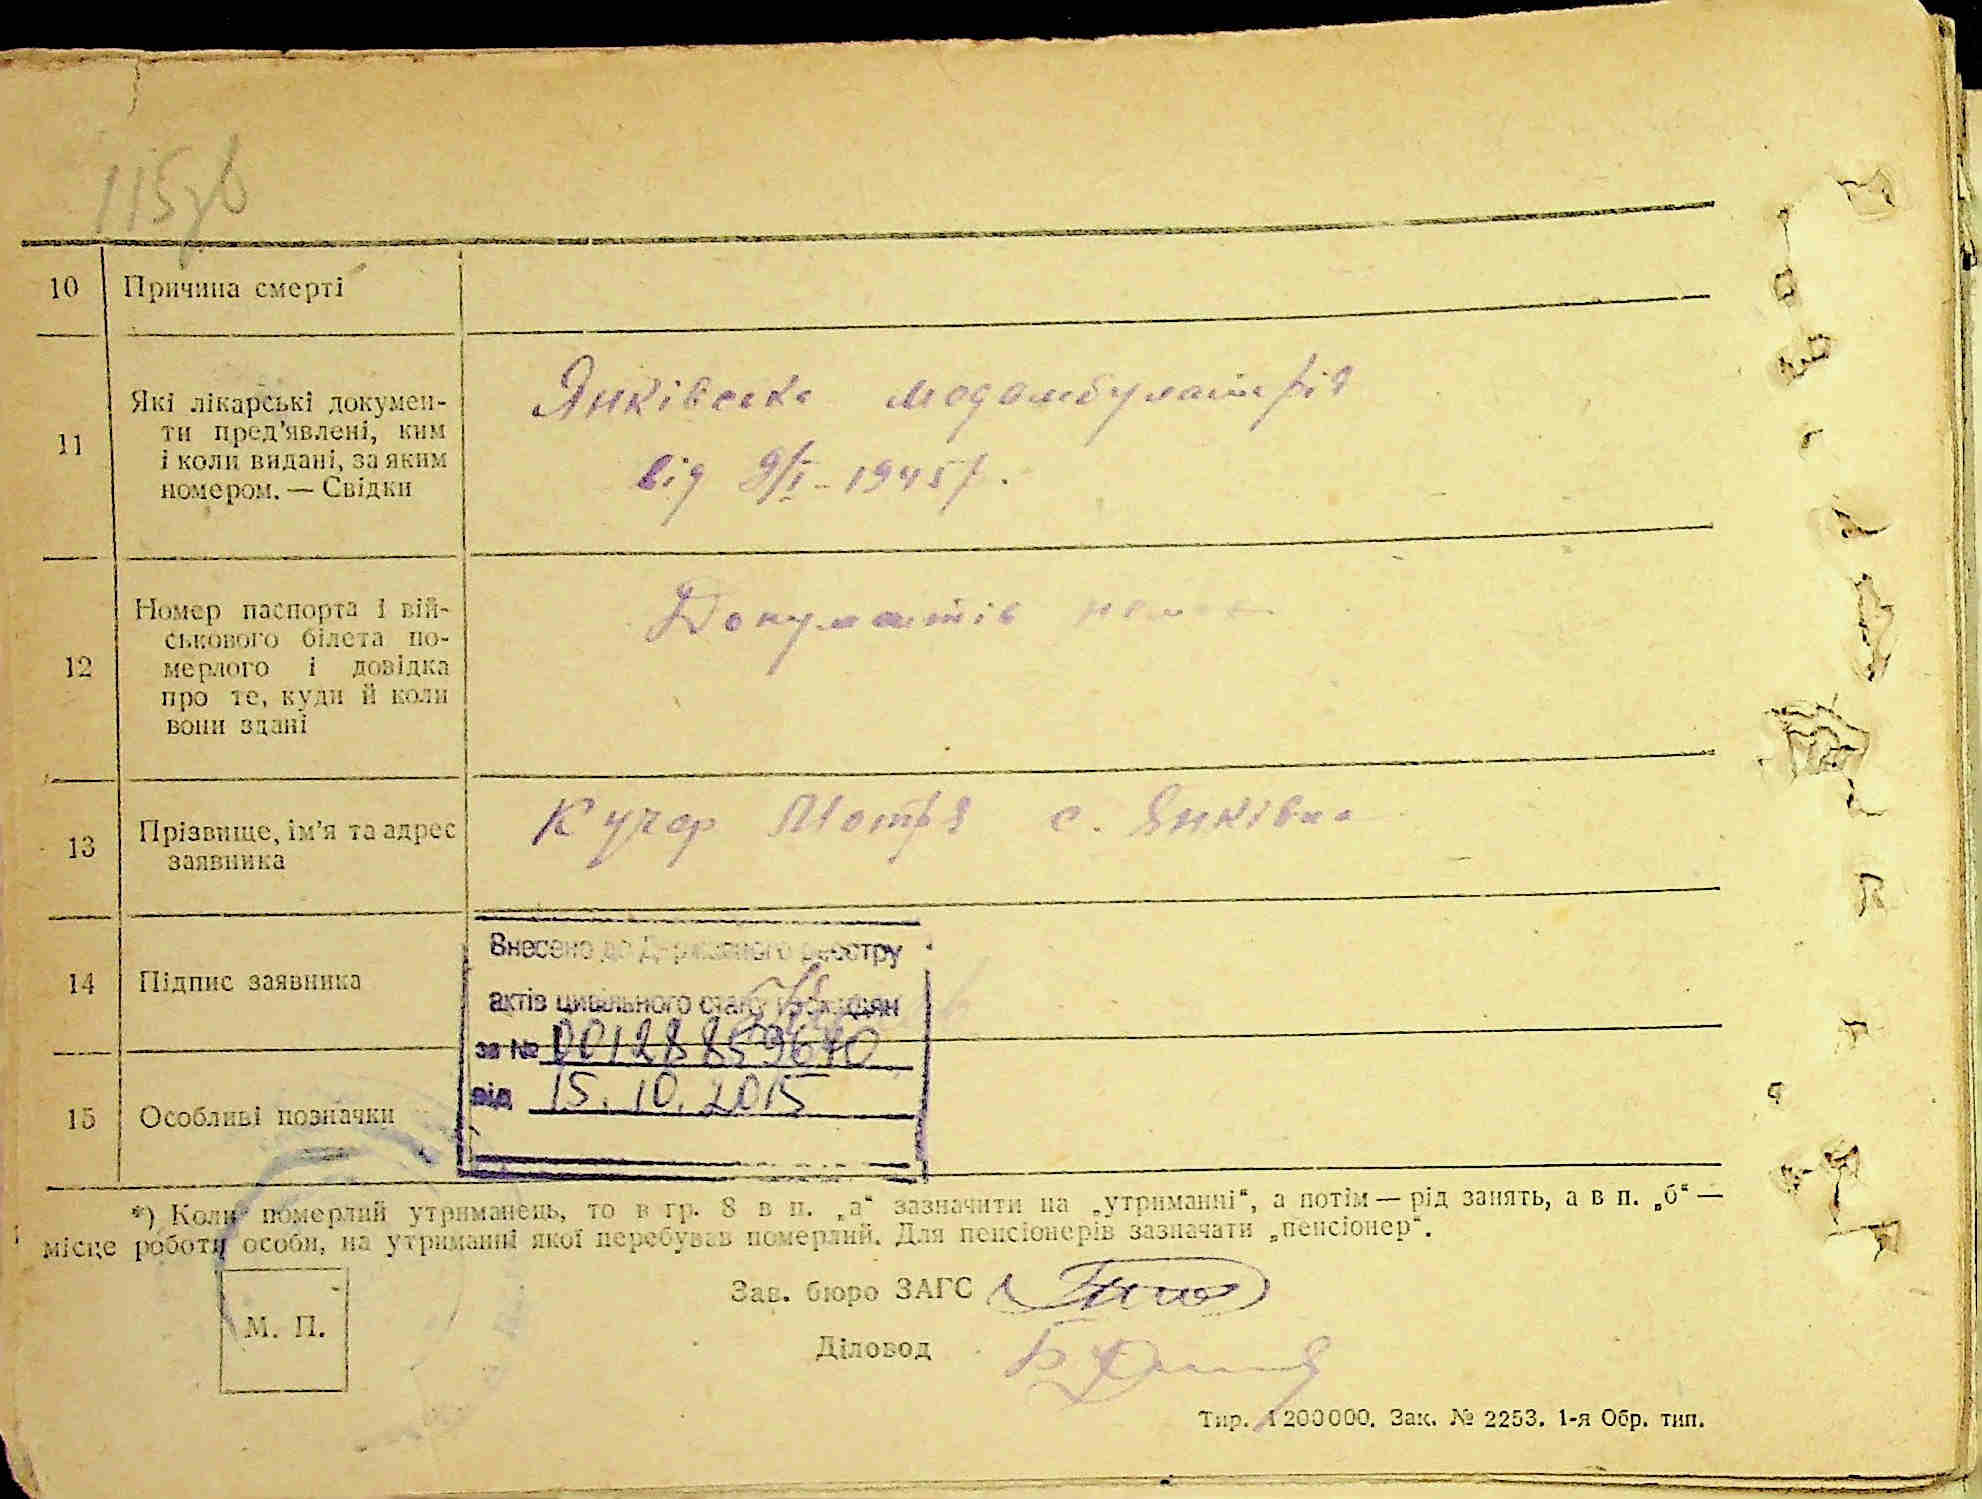 115
10 Причина смерті
11 Які лікарські докумен-
ти пред'явлені, ким
і коли видані, за яким
номером. — Свідки
Янківська медамбулаторія
від 9/I - 1945 р.
12 Номер паспорта і вій-
ськового білета по-
мерлого і довідка
про те, куди й коли
вони здані
Документів нема
13 Прізвище, ім'я та адрес
заявника
Кучер Мотря с. Янківка
14 Підпис заявника
Внесено до Державного реєстру
актів цивільного стану громадян
за № 00128859640
від 15.10.2015
15 Особливі позначки
*) Коли померлий утриманець, то в гр. 8 в п. „а“ зазначити на „утриманні“, а потім — рід занять, а в п. „б“ —
місце роботи особи, на утриманні якої перебував померлий. Для пенсіонерів зазначати „пенсіонер“.
Зав. бюро ЗАГС
М. П.
Діловод
Тир. 1200000. Зак. № 2253. 1-я Обр. тип.